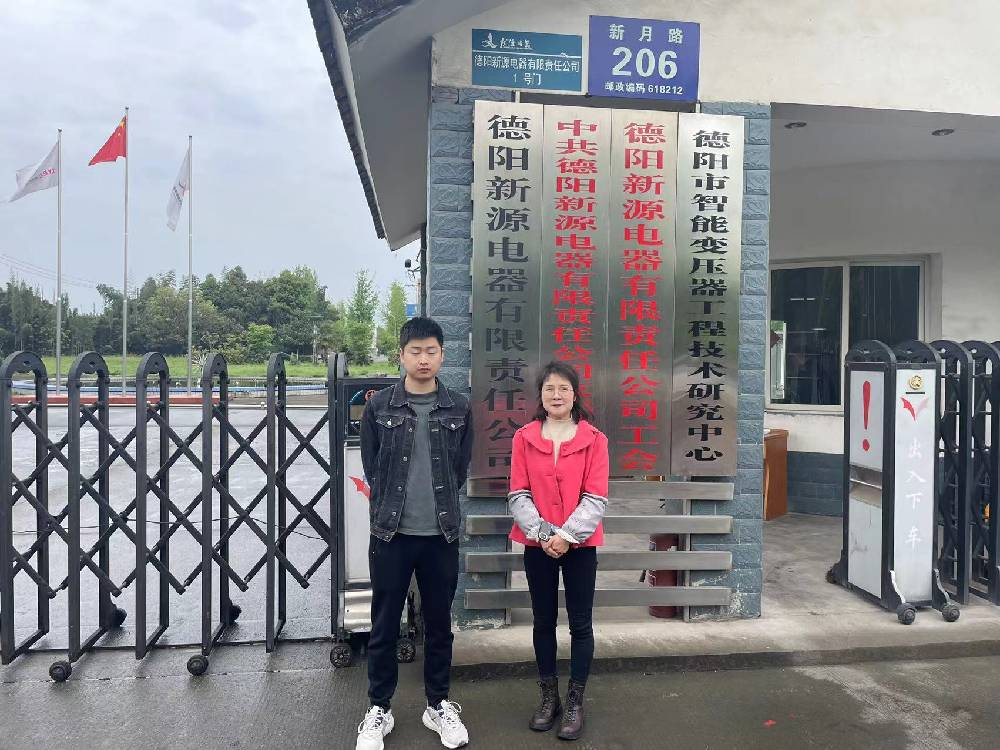 德阳新源电器有限责任公司
1号门
新月路
206
邮政编码 618212
德阳新源电器有限责任公司
中共德阳新源电器有限责任公司
德阳新源电器有限责任公司工会
德阳市智能变压器工程技术研究中心
!
出入下车